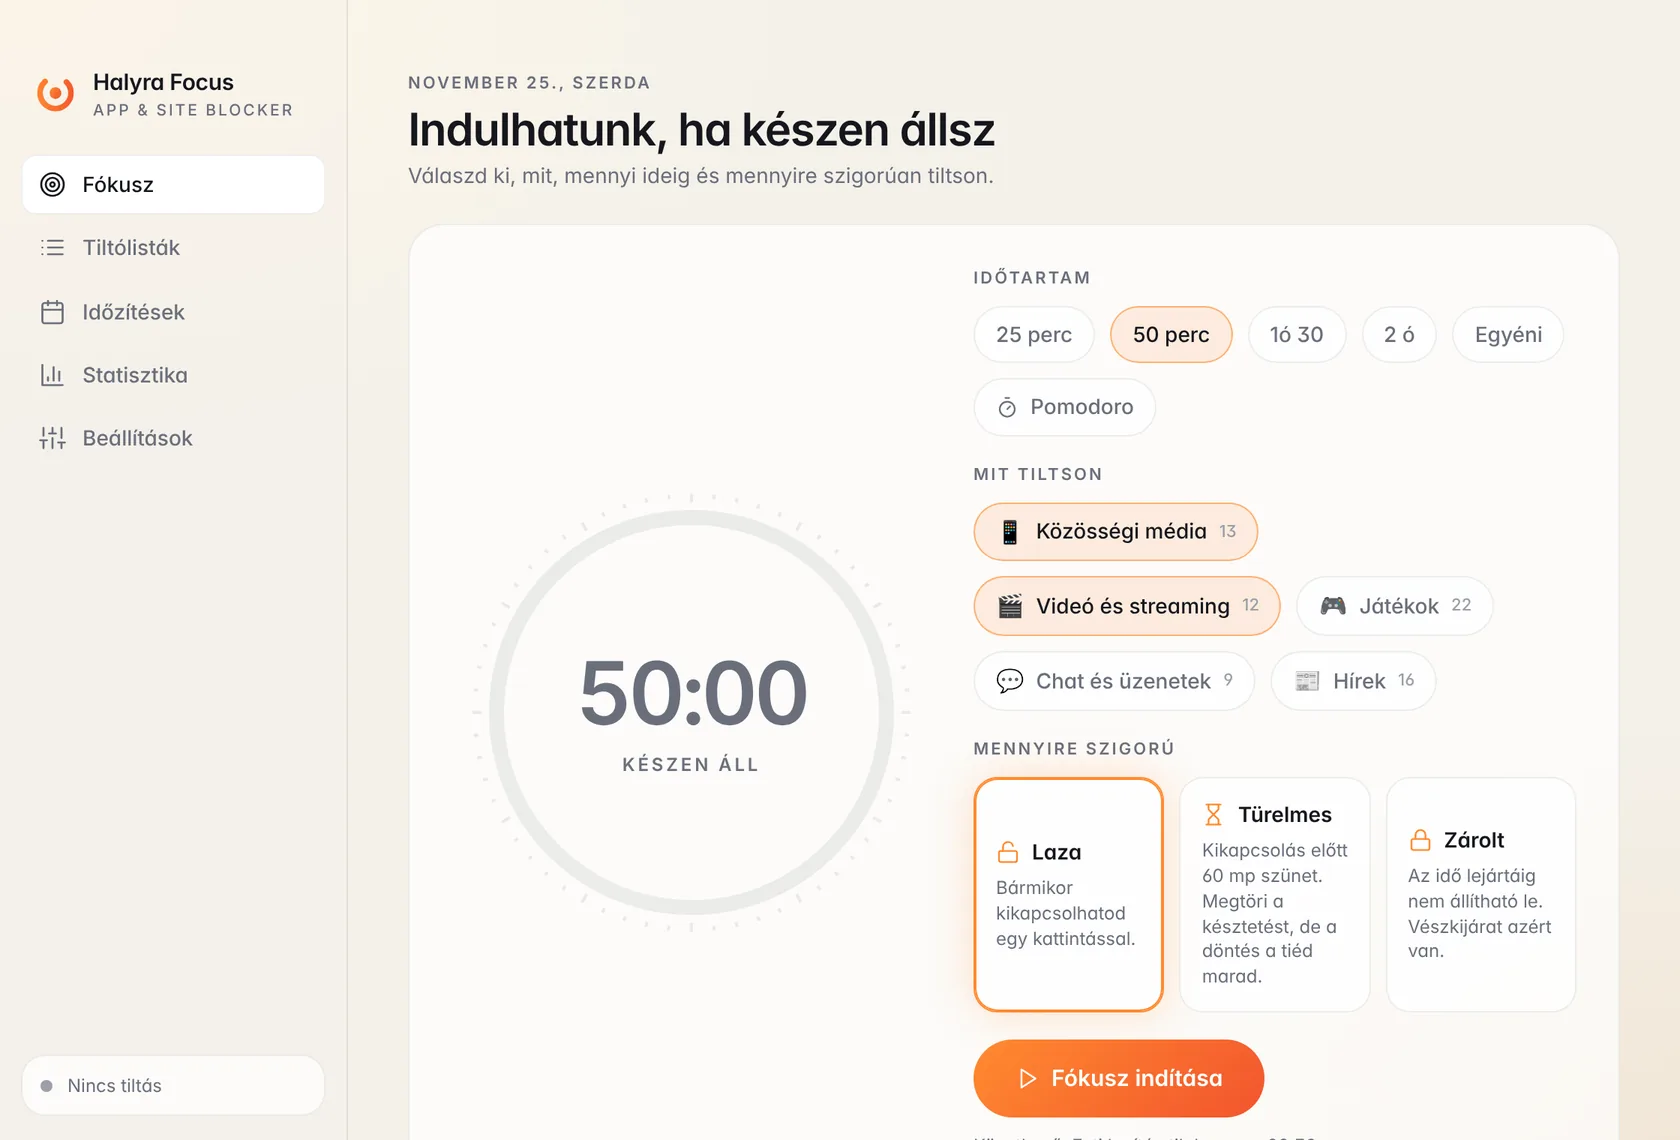 Halyra Focus
APP & SITE BLOCKER
Fókusz
Tiltólisták
Időzítések
Statisztika
Beállítások
Nincs tiltás
NOVEMBER 25., SZERDA
Indulhatunk, ha készen állsz
Válaszd ki, mit, mennyi ideig és mennyire szigorúan tiltson.
50:00
KÉSZEN ÁLL
IDŐTARTAM
25 perc 50 perc 1ó 30 2 ó Egyéni
Pomodoro
MIT TILTSON
Közösségi média 13
Videó és streaming 12 Játékok 22
Chat és üzenetek 9 Hírek 16
MENNYIRE SZIGORÚ
Laza
Bármikor
kikapcsolhatod
egy kattintással.
Türelmes
Kikapcsolás előtt
60 mp szünet.
Megtöri a
késztetést, de a
döntés a tiéd
marad.
Zárolt
Az idő lejártáig
nem állítható le.
Vészkijárat azért
van.
Fókusz indítása